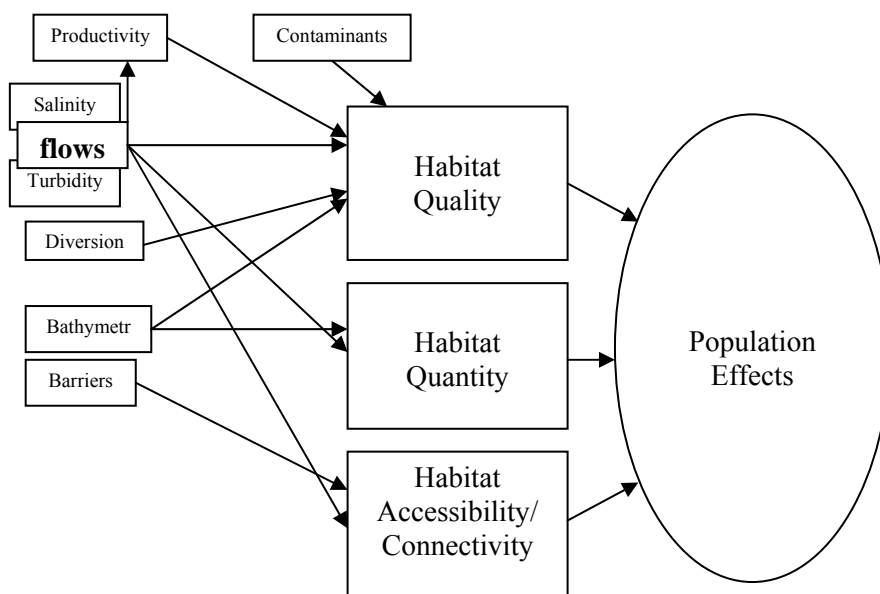 Productivity
Contaminants
Salinity
flows
Turbidity
Diversion
Bathymetr
Barriers
Habitat
Quality
Habitat
Quantity
Habitat
Accessibility/
Connectivity
Population
Effects